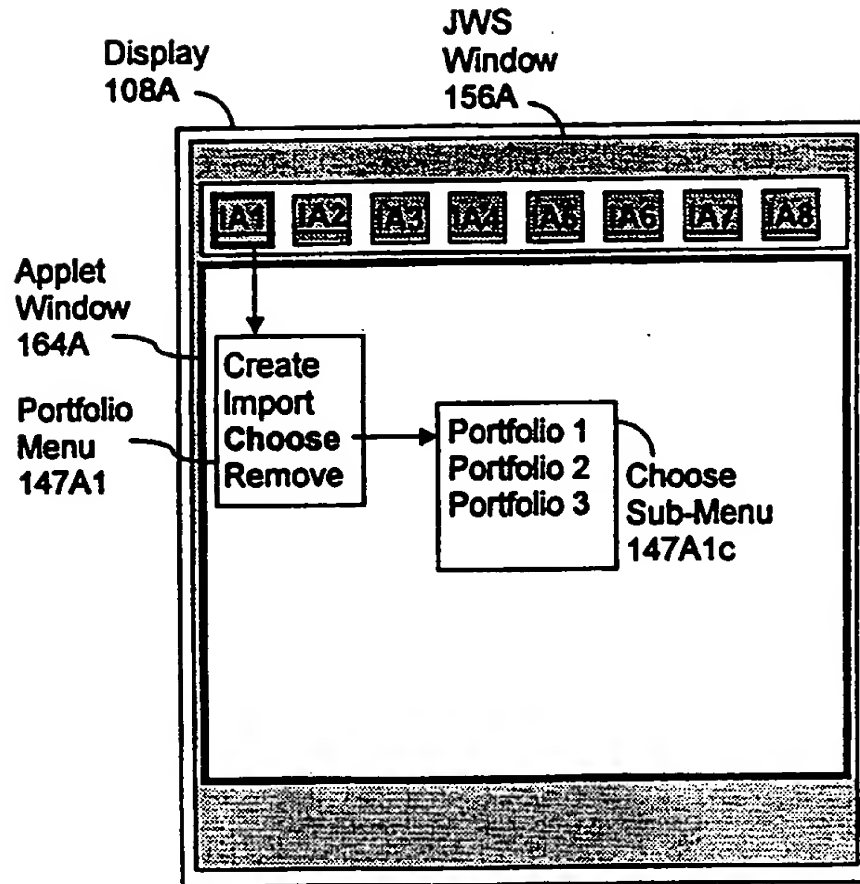 Display
108A
JWS
Window
156A
IA1 IA2 IA3 IA4 IA5 IA6 IA7 IA8
Applet
Window
164A
Portfolio
Menu
147A1
Create
Import
Choose
Remove
Portfolio 1
Portfolio 2
Portfolio 3
Choose
Sub-Menu
147A1c